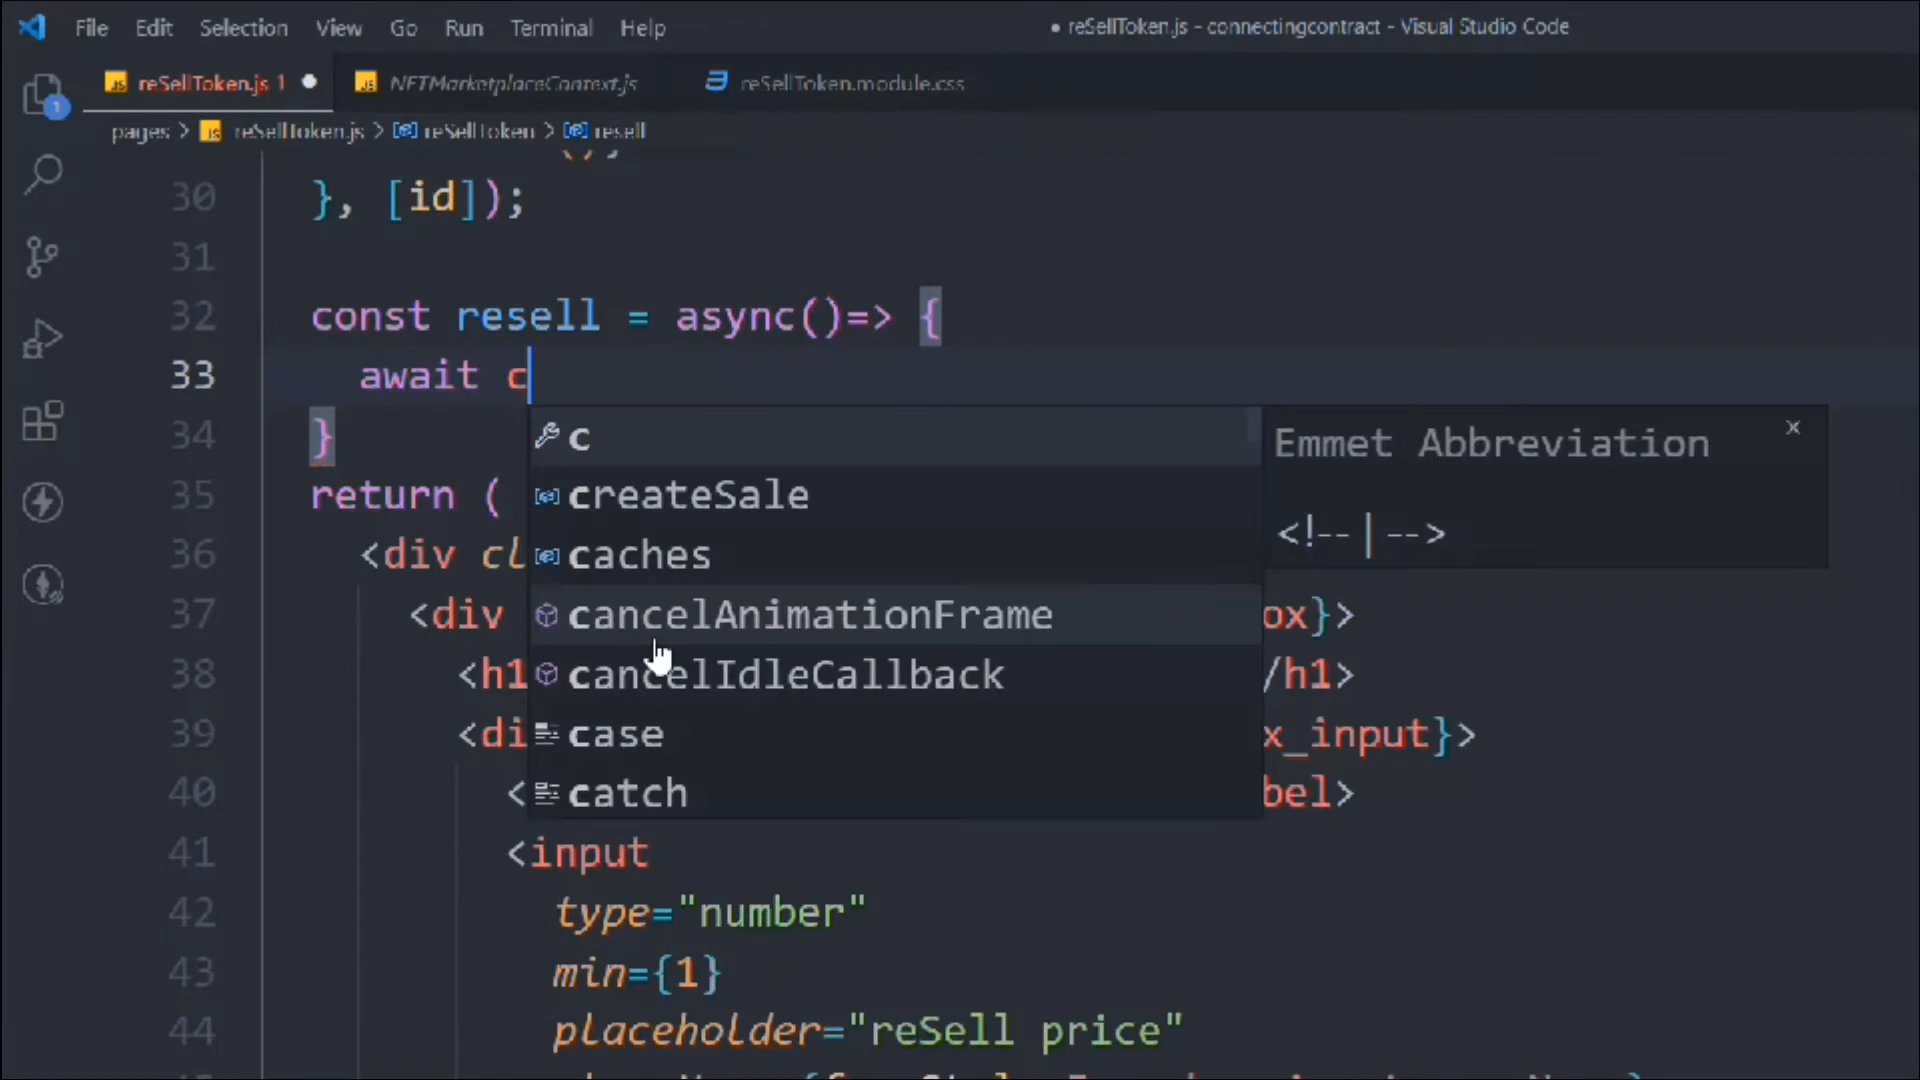 File Edit Selection View Go Run Terminal Help
● reSellToken.js - connectingcontract - Visual Studio Code
reSellToken.js 1 ● NFTMarketplaceContext.js reSellToken.module.css
1
pages > reSellToken.js > reSellToken > resell
30 }, [id]);
31
32 const resell = async()=> {
33 await c
34 }
c
Emmet Abbreviation
<!-- | -->
createSale
caches
cancelAnimationFrame
cancelIdleCallback
case
catch
35 return (
36 <div cl
37 <div ox}>
38 <h1 /h1>
39 <di x_input}>
40 < bel>
41 <input
42 type="number"
43 min={1}
44 placeholder="reSell price"